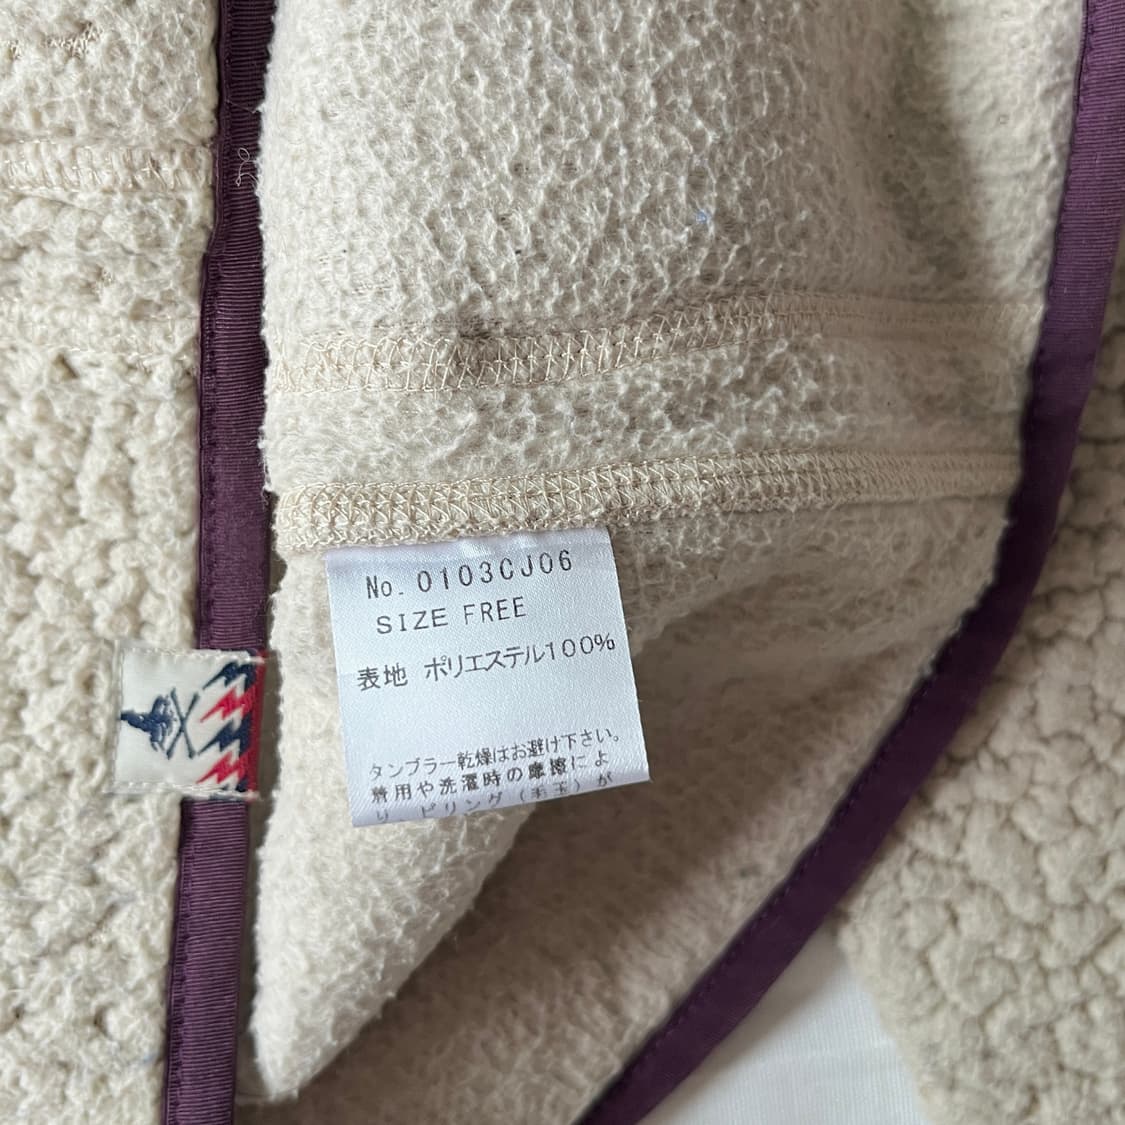 No. 0103CJ06
SIZE FREE
表地 ポリエステル100%
タンブラー乾燥はお避け下さい。
着用や洗濯時の摩擦によ
り ピリング(毛玉)が